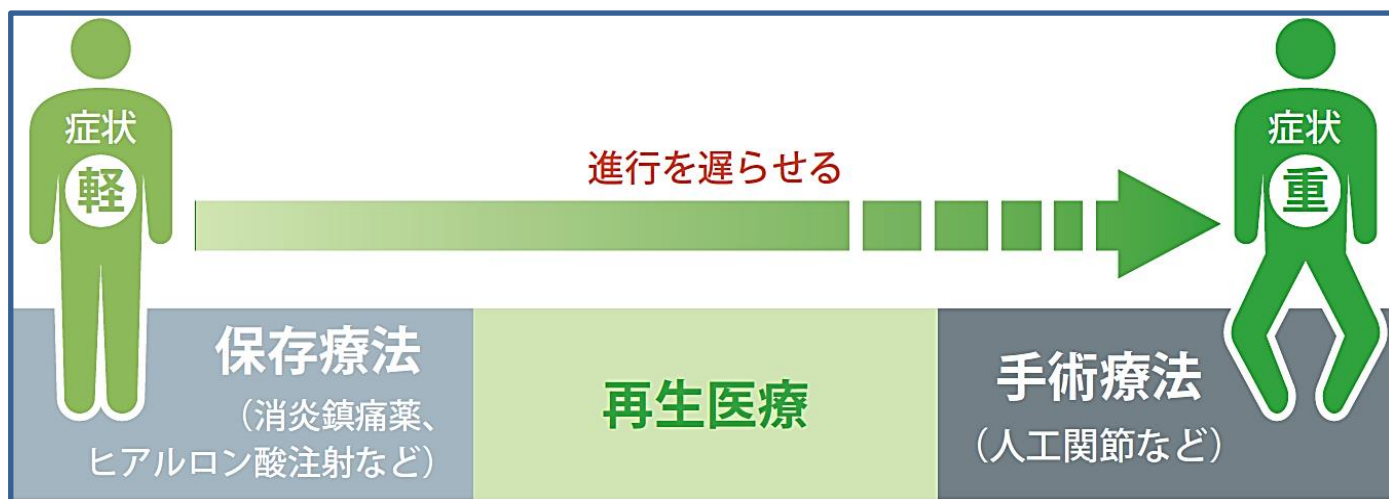 症状
軽
進行を遅らせる
症状
重
保存療法
（消炎鎮痛薬、
ヒアルロン酸注射など）
再生医療
手術療法
（人工関節など）